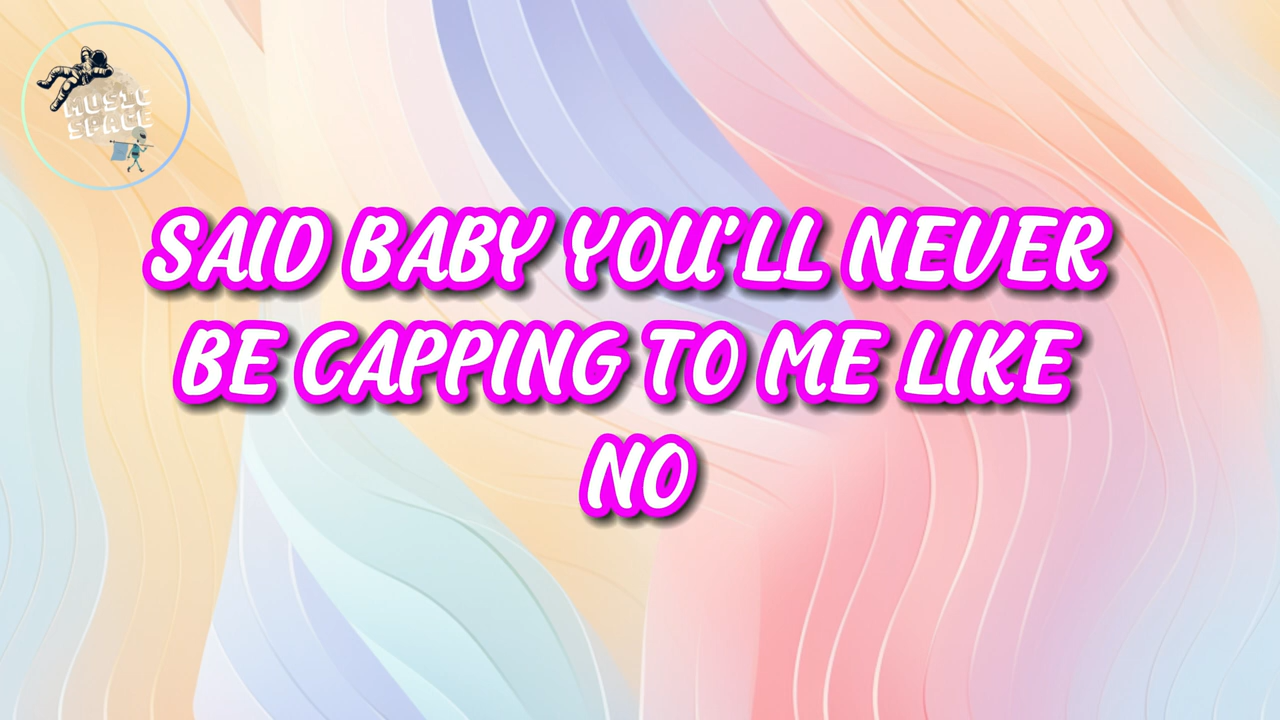 MUSIC
SPACE
SAID BABY YOU'LL NEVER
BE CAPPING TO ME LIKE
NO